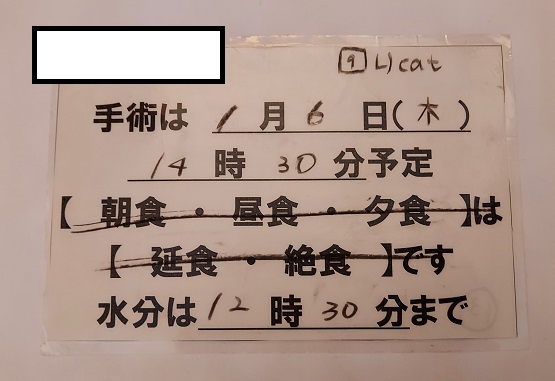 9 L)cat
手術は 1 月 6 日(木)
14 時 30 分予定
【 朝食 ・ 昼食 ・ 夕食 】は
【 延食 ・ 絶食 】です
水分は 12 時 30 分まで